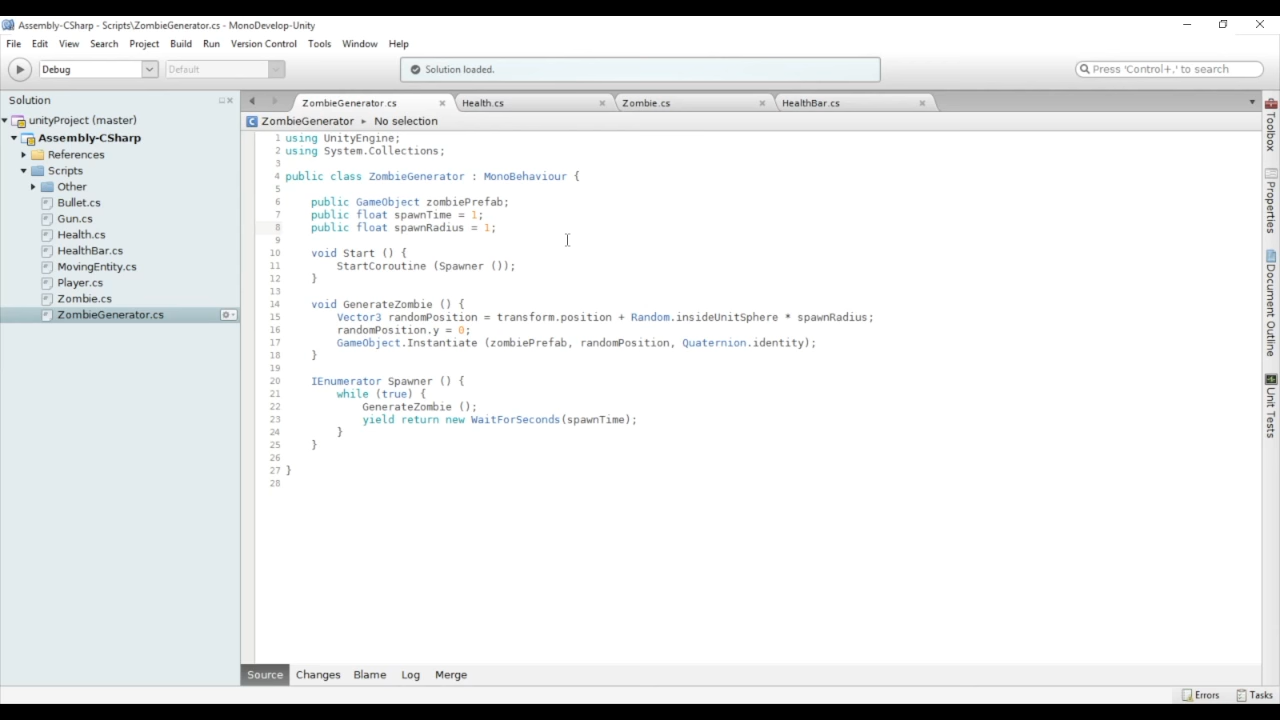 Assembly-CSharp - Scripts\ZombieGenerator.cs - MonoDevelop-Unity
File Edit View Search Project Build Run Version Control Tools Window Help
Debug Default Solution loaded. Press 'Control+,' to search
Solution
unityProject (master)
Assembly-CSharp
References
Scripts
Other
Bullet.cs
Gun.cs
Health.cs
HealthBar.cs
MovingEntity.cs
Player.cs
Zombie.cs
ZombieGenerator.cs
ZombieGenerator.cs Health.cs Zombie.cs HealthBar.cs
ZombieGenerator ▸ No selection
1 using UnityEngine;
2 using System.Collections;
3
4 public class ZombieGenerator : MonoBehaviour {
5
6 public GameObject zombiePrefab;
7 public float spawnTime = 1;
8 public float spawnRadius = 1;
9
10 void Start () {
11 StartCoroutine (Spawner ());
12 }
13
14 void GenerateZombie () {
15 Vector3 randomPosition = transform.position + Random.insideUnitSphere * spawnRadius;
16 randomPosition.y = 0;
17 GameObject.Instantiate (zombiePrefab, randomPosition, Quaternion.identity);
18 }
19
20 IEnumerator Spawner () {
21 while (true) {
22 GenerateZombie ();
23 yield return new WaitForSeconds(spawnTime);
24 }
25 }
26
27 }
28
Source Changes Blame Log Merge
Toolbox
Properties
Document Outline
Unit Tests
Errors Tasks